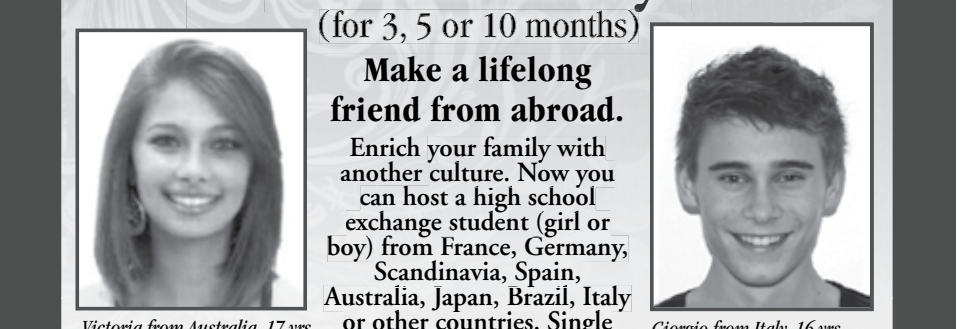 (for 3, 5 or 10 months)
Make a lifelong
friend from abroad.
Enrich your family with
another culture. Now you
can host a high school
exchange student (girl or
boy) from France, Germany,
Scandinavia, Spain,
Australia, Japan, Brazil, Italy
or other countries. Single
Victoria from Australia, 17 yrs.
Giorgio from Italy, 16 yrs.